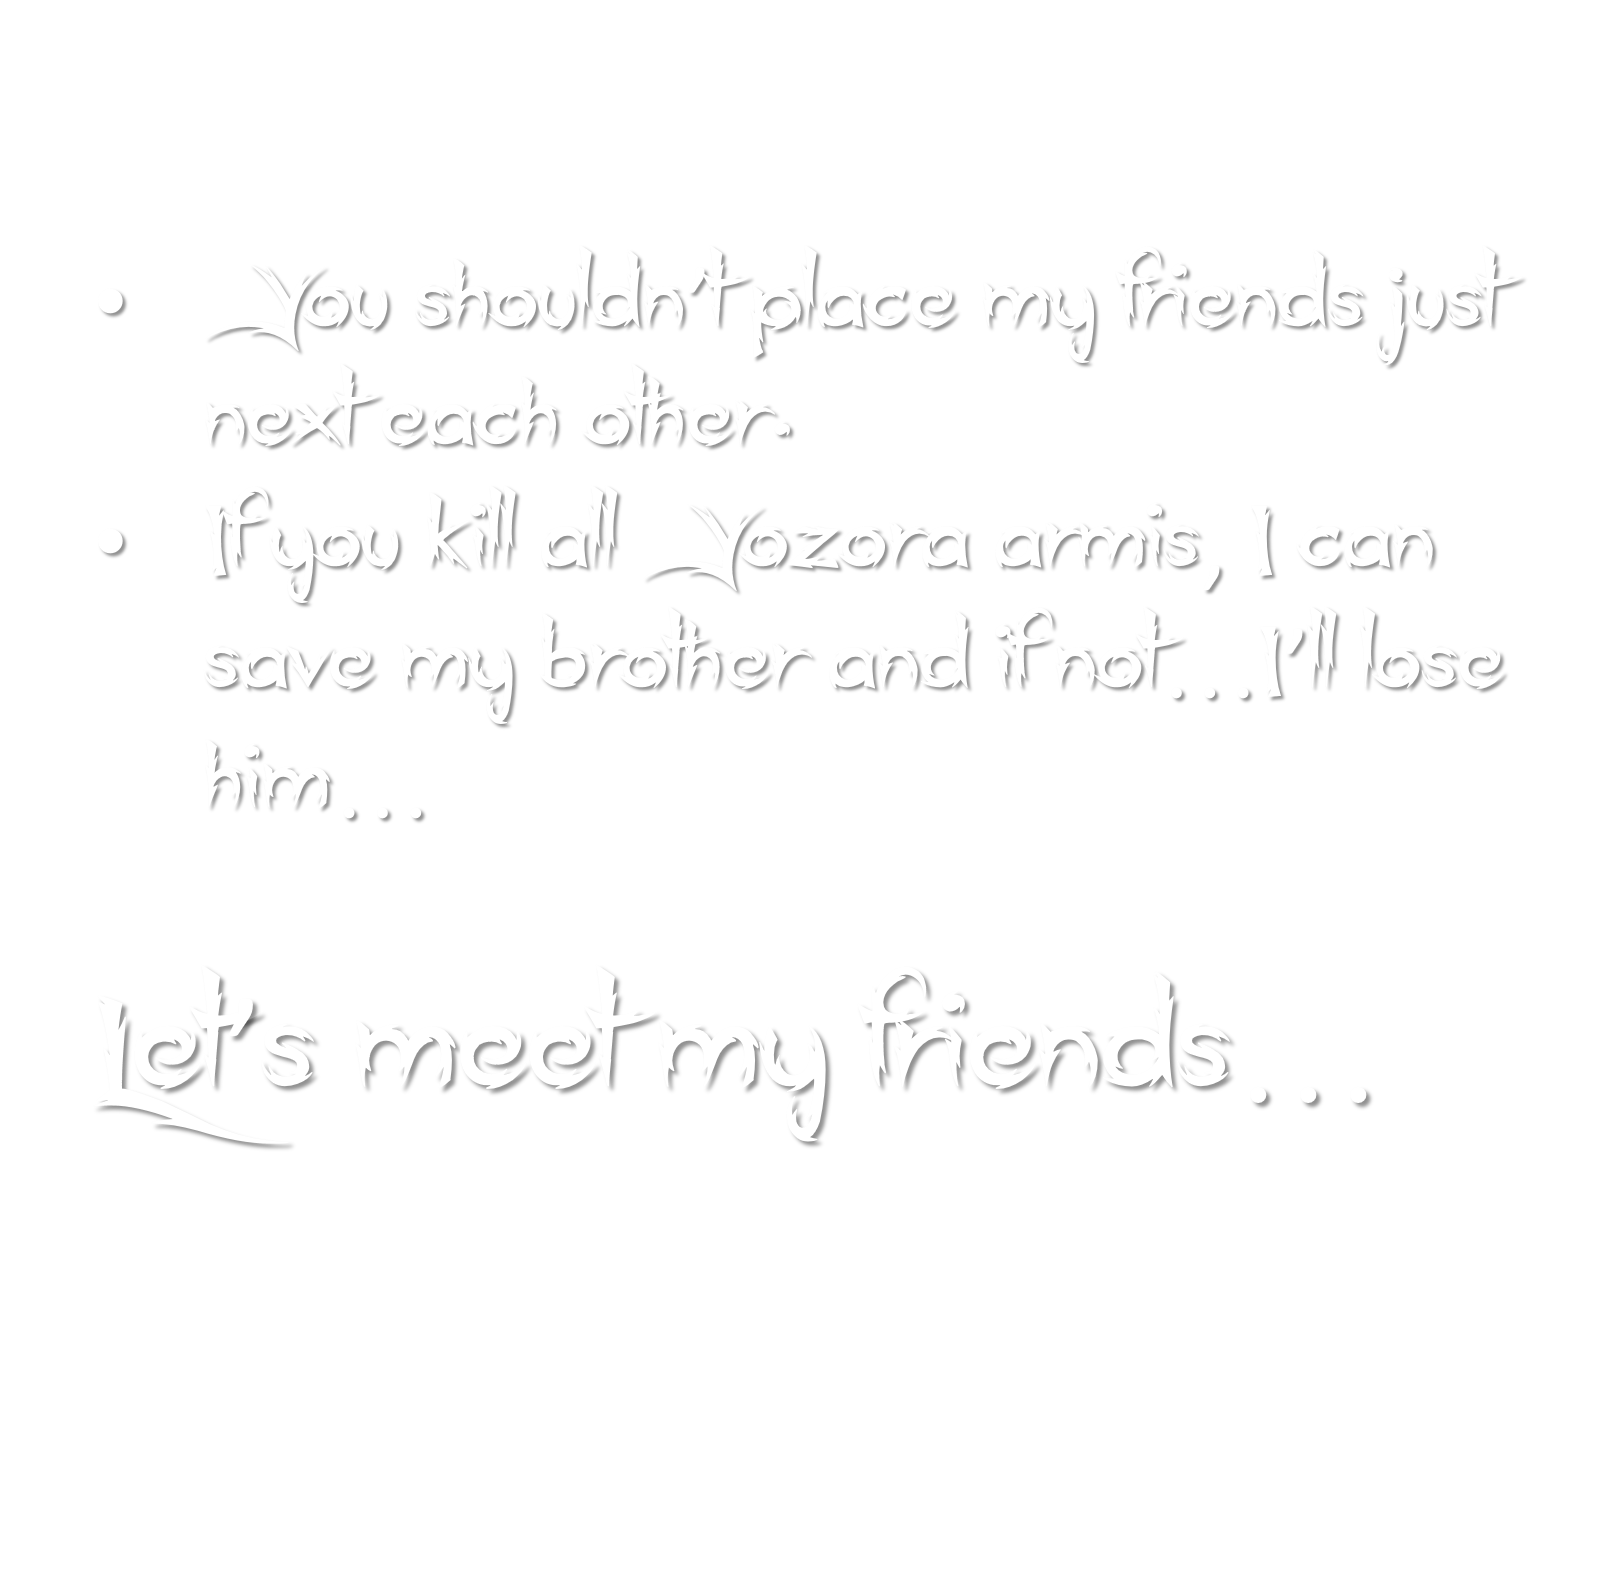 • You shouldn't place my friends just
next each other.
• If you kill all Yozora armis, I can
save my brother and if not...I'll lose
him...
Let's meet my friends...